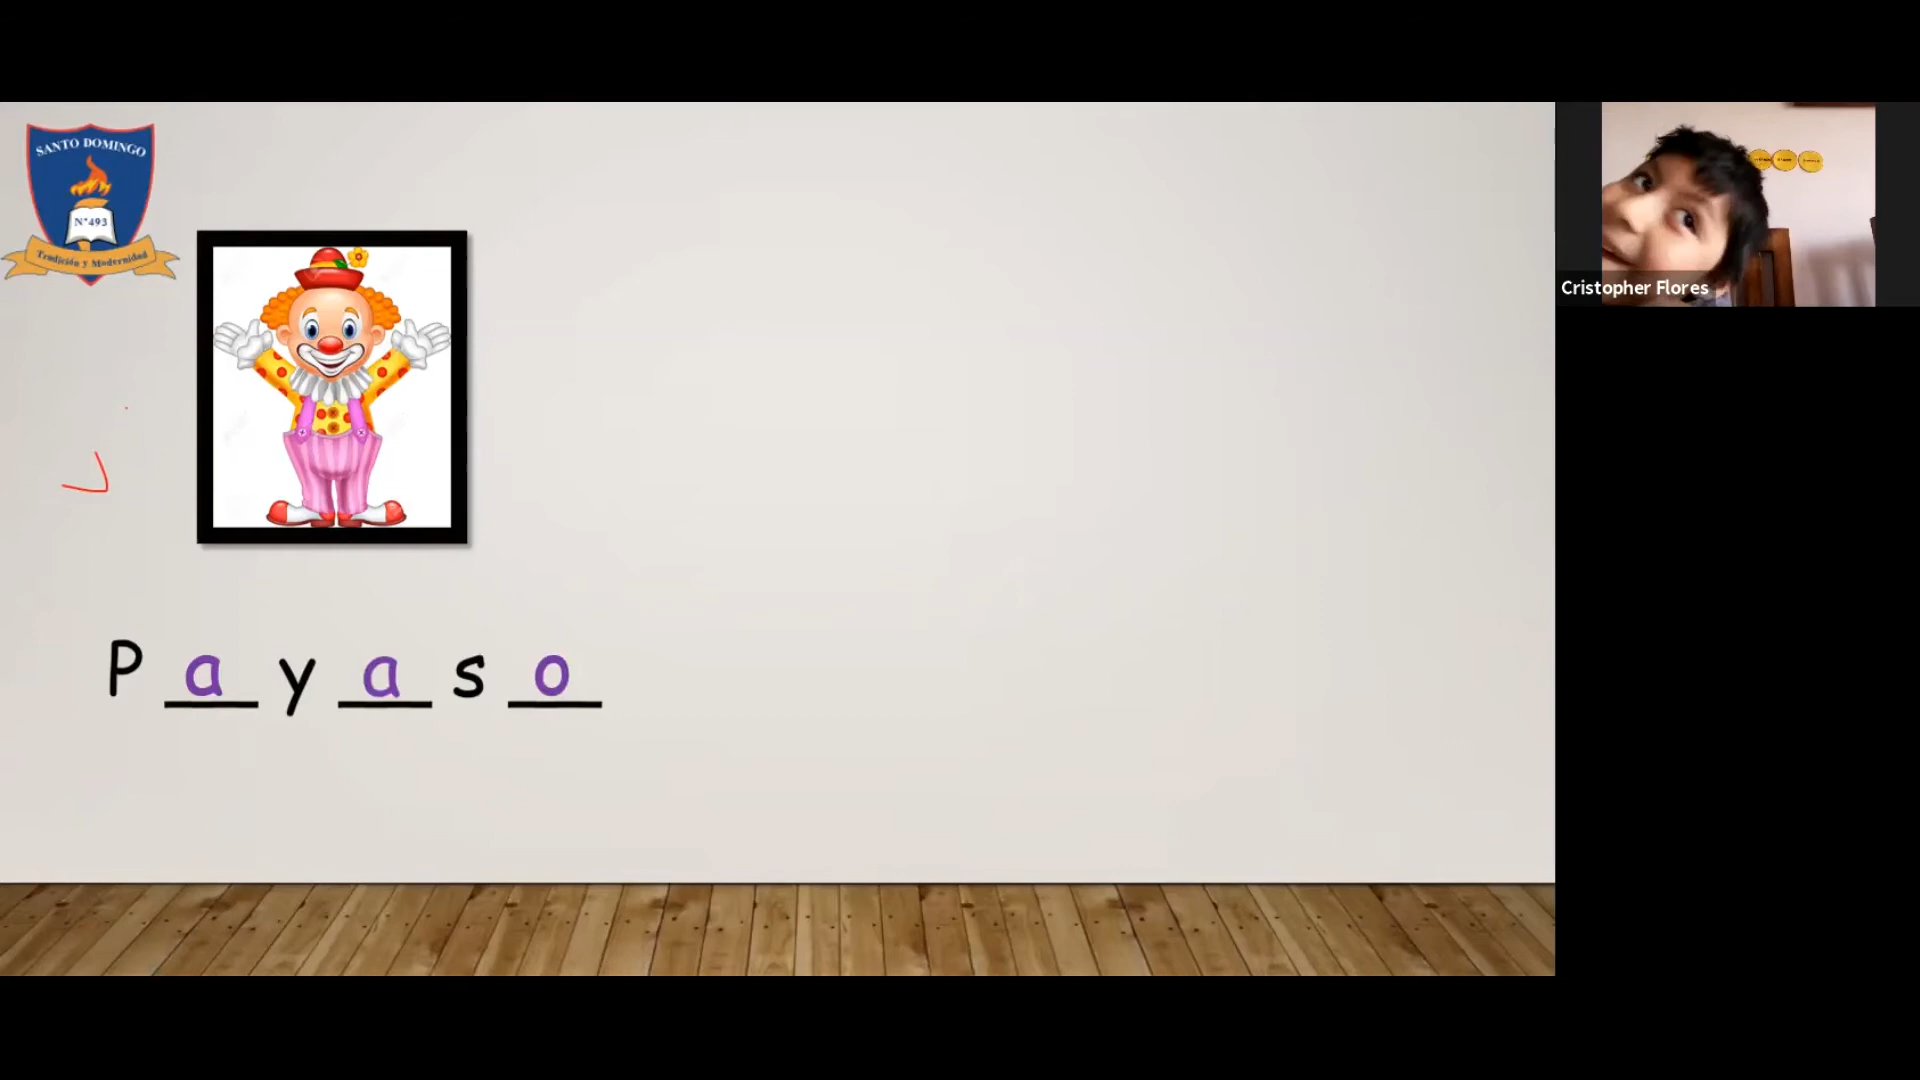 SANTO DOMINGO
N°493
Tradición y Modernidad
Cristopher Flores
P a y a s o